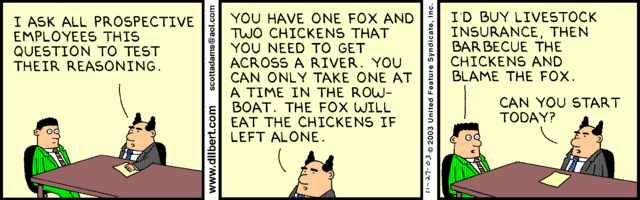 I ASK ALL PROSPECTIVE
EMPLOYEES THIS
QUESTION TO TEST
THEIR REASONING.
www.dilbert.com
scottadams@aol.com
YOU HAVE ONE FOX AND
TWO CHICKENS THAT
YOU NEED TO GET
ACROSS A RIVER. YOU
CAN ONLY TAKE ONE AT
A TIME IN THE ROW-
BOAT. THE FOX WILL
EAT THE CHICKENS IF
LEFT ALONE.
11-27-03 © 2003 United Feature Syndicate, Inc.
I'D BUY LIVESTOCK
INSURANCE, THEN
BARBECUE THE
CHICKENS AND
BLAME THE FOX.
CAN YOU START
TODAY?